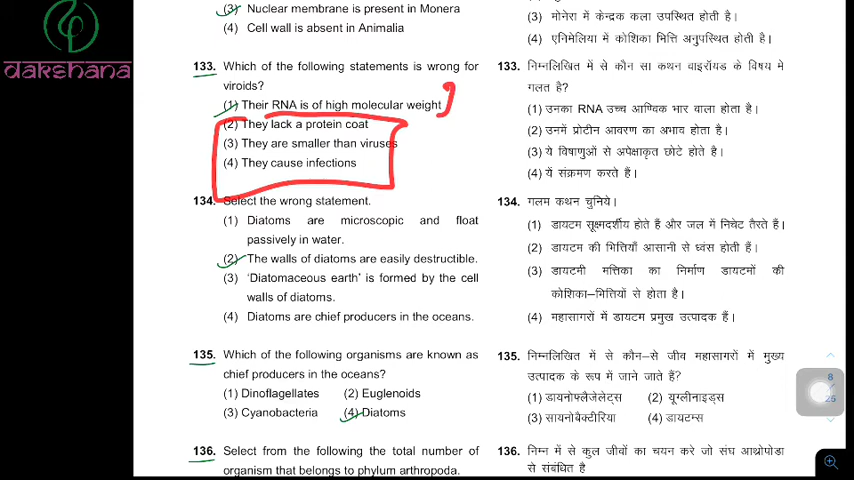 dakshana
(3) Nuclear membrane is present in Monera
(4) Cell wall is absent in Animalia
133. Which of the following statements is wrong for
viroids?
(1) Their RNA is of high molecular weight
(2) They lack a protein coat
(3) They are smaller than viruses
(4) They cause infections
134. Select the wrong statement.
(1) Diatoms are microscopic and float
passively in water.
(2) The walls of diatoms are easily destructible.
(3) ‘Diatomaceous earth’ is formed by the cell
walls of diatoms.
(4) Diatoms are chief producers in the oceans.
135. Which of the following organisms are known as
chief producers in the oceans?
(1) Dinoflagellates (2) Euglenoids
(3) Cyanobacteria (4) Diatoms
136. Select from the following the total number of
organism that belongs to phylum arthropoda.
(3) मोनेरा में केन्द्रक कला उपस्थित होती है।
(4) एनिमेलिया में कोशिका भित्ति अनुपस्थित होती है।
133. निम्नलिखित में से कौन सा कथन वाइरॉयड के विषय मे
गलत है?
(1) उनका RNA उच्च आण्विक भार वाला होता है।
(2) उनमें प्रोटीन आवरण का अभाव होता है।
(3) ये विषाणुओं से अपेक्षाकृत छोटे होते है।
(4) यें संक्रमण करते हैं।
134. गलम कथन चुनिये।
(1) डायटम सूक्ष्मदर्शीय होते हैं और जल में निचेट तैरते हैं।
(2) डायटम की भित्तियाँ आसानी से ध्वंस होती हैं।
(3) डायटमी मत्तिका का निर्माण डायटमों की
कोशिका–भित्तियों से होता है।
(4) महासागरों में डायटम प्रमुख उत्पादक हैं।
135. निम्नलिखित में से कौन–से जीव महासागरों में मुख्य
उत्पादक के रूप में जाने जाते हैं?
(1) डायनोफ्लैजेलेट्स (2) यूग्लीनाइड्स
(3) सायनोबैक्टीरिया (4) डायटम्स
136. निम्न में से कुल जीवों का चयन करे जो संघ आथ्रोपोडा
से संबंधित है
8
25